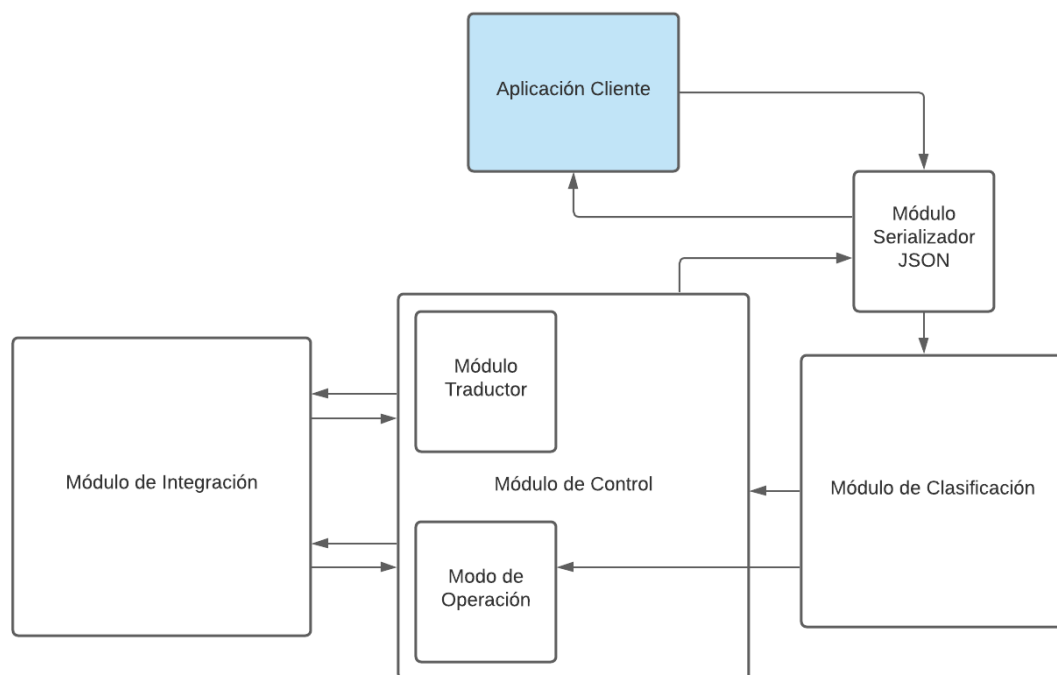 Aplicación Cliente
Módulo
Serializador
JSON
Módulo
Traductor
Módulo de Integración
Módulo de Control
Módulo de Clasificación
Modo de
Operación